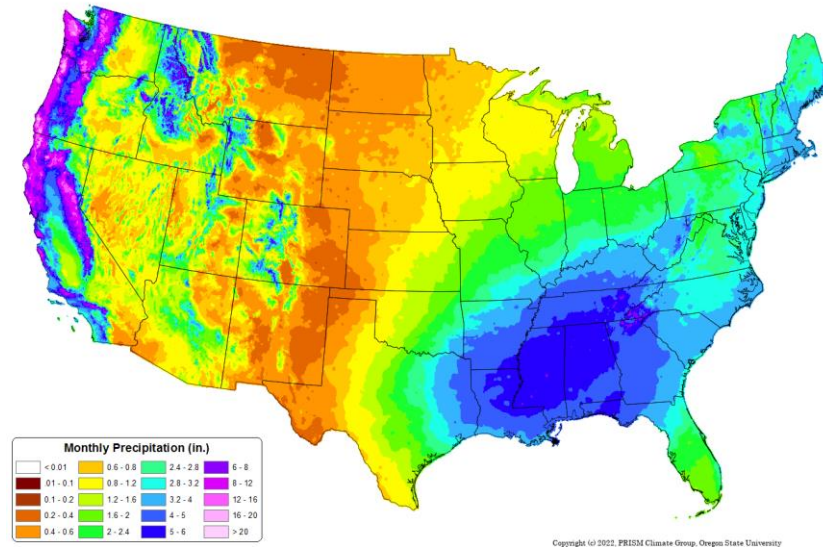 Monthly Precipitation (in.)
< 0.01 0.6 - 0.8 2.4 - 2.8 6 - 8
.01 - 0.1 0.8 - 1.2 2.8 - 3.2 8 - 12
0.1 - 0.2 1.2 - 1.6 3.2 - 4 12 - 16
0.2 - 0.4 1.6 - 2 4 - 5 16 - 20
0.4 - 0.6 2 - 2.4 5 - 6 > 20
Copyright (c) 2022, PRISM Climate Group, Oregon State University